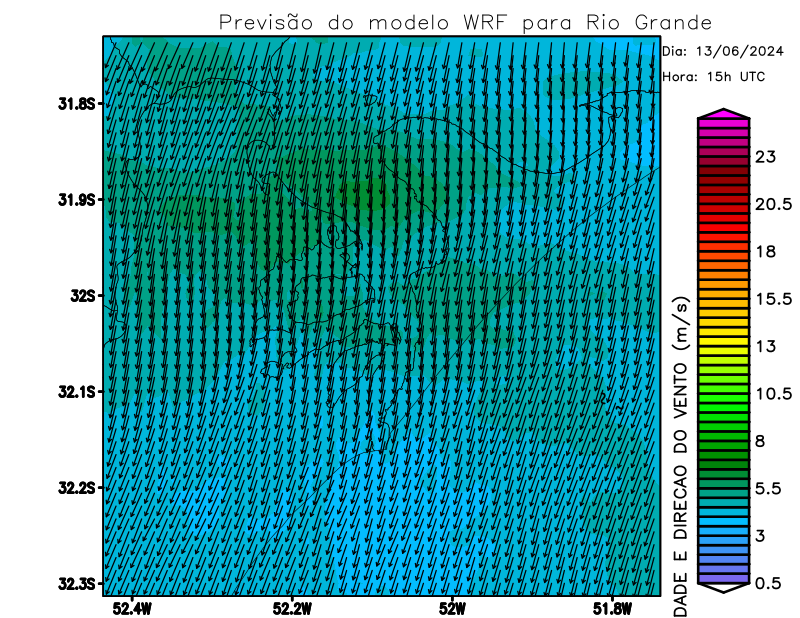 Previsão do modelo WRF para Rio Grande
Dia: 13/06/2024
Hora: 15h UTC
31.8S
31.9S
32S
32.1S
32.2S
32.3S
52.4W
52.2W
52W
51.8W
23
20.5
18
15.5
13
10.5
8
5.5
3
0.5
DADE E DIRECAO DO VENTO (m/s)